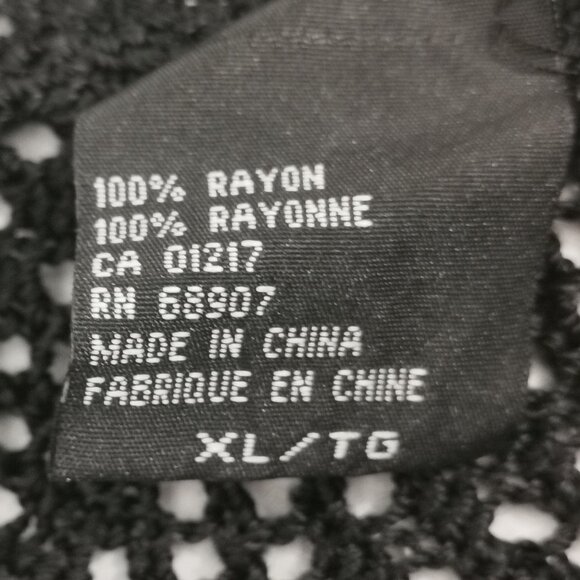 100% RAYON
100% RAYONNE
CA 01217
RN 68907
MADE IN CHINA
FABRIQUE EN CHINE
XL/TG